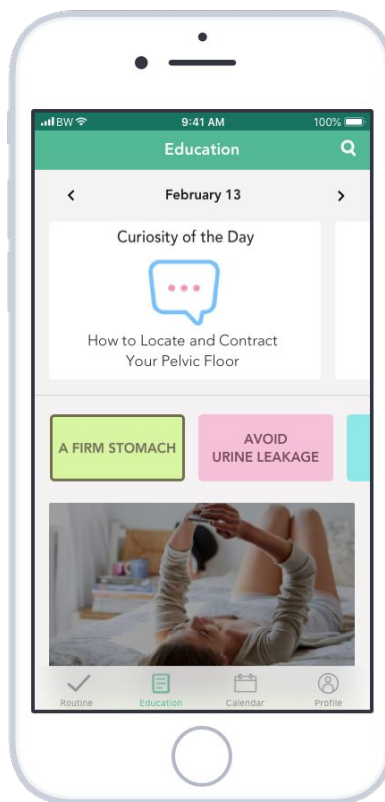 BW 9:41 AM 100%
Education
February 13
Curiosity of the Day
How to Locate and Contract
Your Pelvic Floor
A FIRM STOMACH
AVOID
URINE LEAKAGE
Routine Education Calendar Profile